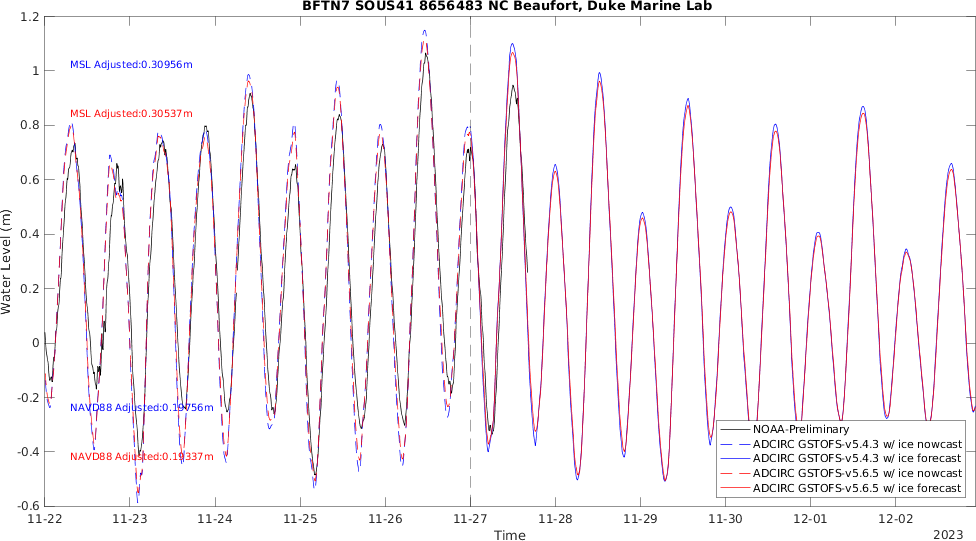 BFTN7 SOUS41 8656483 NC Beaufort, Duke Marine Lab
1.2
1
0.8
0.6
0.4
0.2
0
-0.2
-0.4
-0.6
Water Level (m)
MSL Adjusted:0.30956m
MSL Adjusted:0.30537m
NAVD88 Adjusted:0.19756m
NAVD88 Adjusted:0.19337m
NOAA-Preliminary
ADCIRC GSTOFS-v5.4.3 w/ ice nowcast
ADCIRC GSTOFS-v5.4.3 w/ ice forecast
ADCIRC GSTOFS-v5.6.5 w/ ice nowcast
ADCIRC GSTOFS-v5.6.5 w/ ice forecast
11-22 11-23 11-24 11-25 11-26 11-27 11-28 11-29 11-30 12-01 12-02
Time
2023